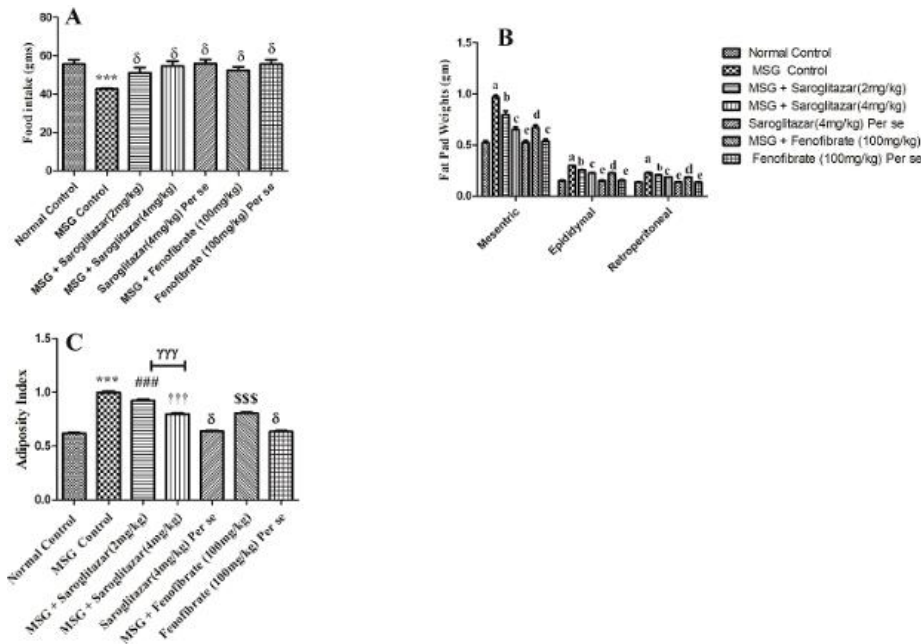 A
Food intake (gms)
80
60
40
20
0
***
δ
δ
δ
δ
δ
Normal Control
MSG Control
MSG + Saroglitazar(2mg/kg)
MSG + Saroglitazar(4mg/kg)
Saroglitazar(4mg/kg) Per se
MSG + Fenofibrate (100mg/kg)
Fenofibrate (100mg/kg) Per se
B
Fat Pad Weights (gm)
1.0
0.5
0.0
a
b
c
e
d
e
a
b
c
e
d
e
a
b
c
e
d
e
Mesentric
Epididymal
Retroperitoneal
Normal Control
MSG Control
MSG + Saroglitazar(2mg/kg)
MSG + Saroglitazar(4mg/kg)
Saroglitazar(4mg/kg) Per se
MSG + Fenofibrate (100mg/kg)
Fenofibrate (100mg/kg) Per se
C
Adiposity Index
1.5
1.0
0.5
0.0
***
###
γγγ
†††
δ
$$$
δ
Normal Control
MSG Control
MSG + Saroglitazar(2mg/kg)
MSG + Saroglitazar(4mg/kg)
Saroglitazar(4mg/kg) Per se
MSG + Fenofibrate (100mg/kg)
Fenofibrate (100mg/kg) Per se